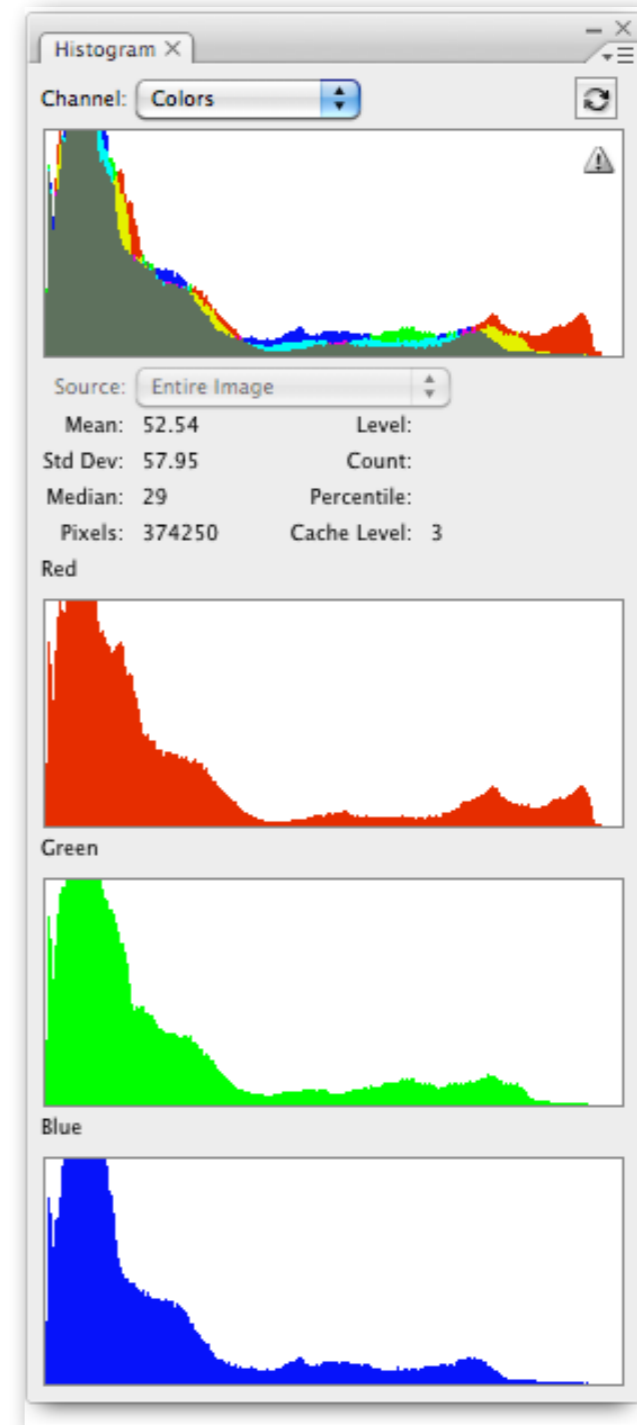 Histogram
Channel: Colors
Source: Entire Image
Mean: 52.54 Level:
Std Dev: 57.95 Count:
Median: 29 Percentile:
Pixels: 374250 Cache Level: 3
Red
Green
Blue